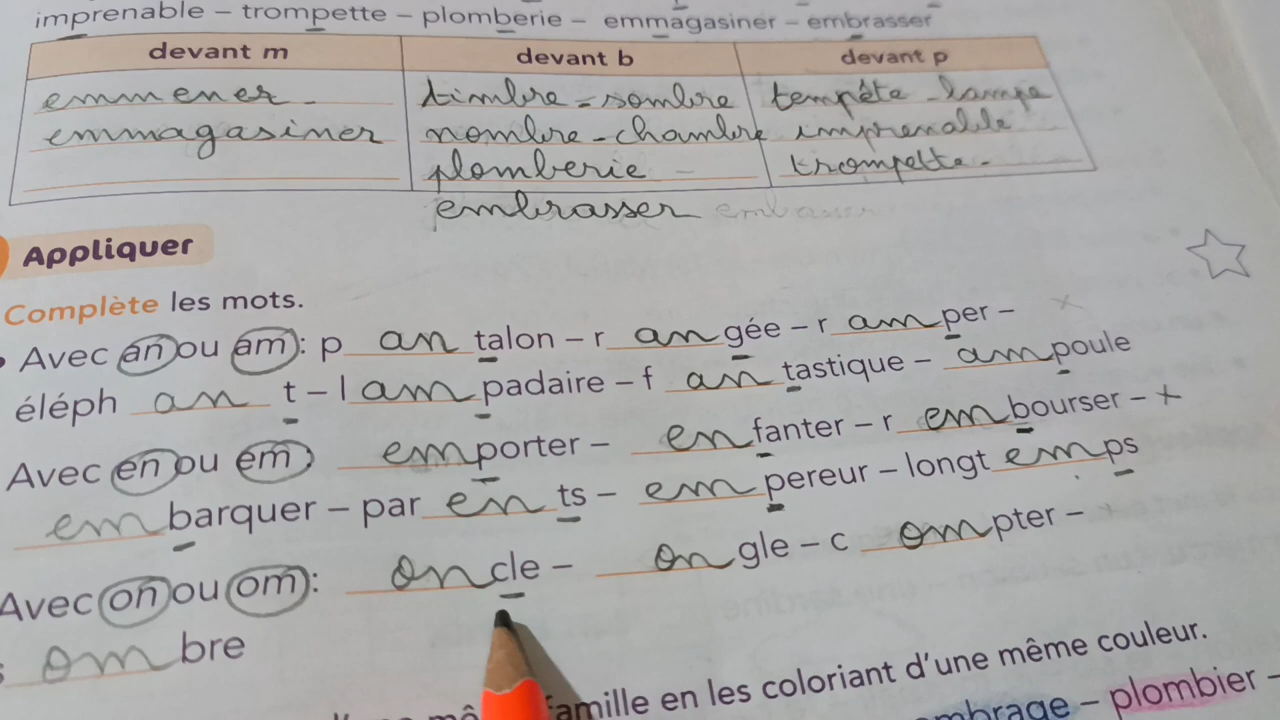 imprenable – trompette – plomberie – emmagasiner – embrasser
devant m devant b devant p
emmener - timbre - sombre tempête - lampe
emmagasiner nombre - chambre imprenable
plomberie - trompette -
embrasser
Appliquer
Complète les mots.
• Avec an ou am : p an talon – r an gée – r am per –
éléph an t – l am padaire – f an tastique – am poule
Avec en ou em em porter – en fanter – r em bourser –
em barquer – par en ts – em pereur – longt em ps
Avec on ou om : on cle – on gle – c om pter –
s om bre
famille en les coloriant d'une même couleur.
ombrage – plombier –